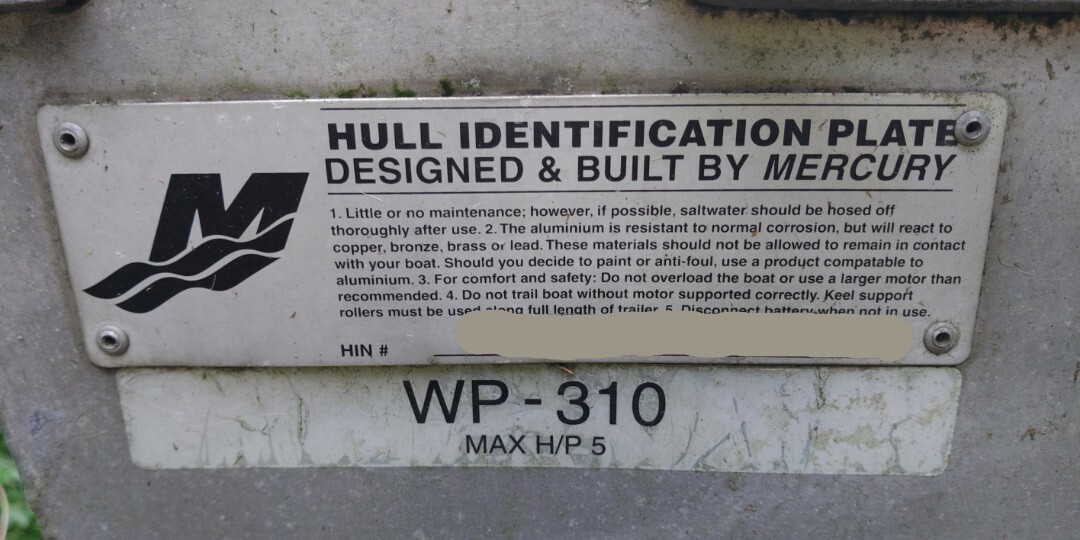 HULL IDENTIFICATION PLATE
DESIGNED & BUILT BY MERCURY
M
1. Little or no maintenance; however, if possible, saltwater should be hosed off
thoroughly after use. 2. The aluminium is resistant to normal corrosion, but will react to
copper, bronze, brass or lead. These materials should not be allowed to remain in contact
with your boat. Should you decide to paint or anti-foul, use a product compatable to
aluminium. 3. For comfort and safety: Do not overload the boat or use a larger motor than
recommended. 4. Do not trail boat without motor supported correctly. Keel support
rollers must be used along full length of trailer. 5. Disconnect battery when not in use.
HIN #
WP - 310
MAX H/P 5